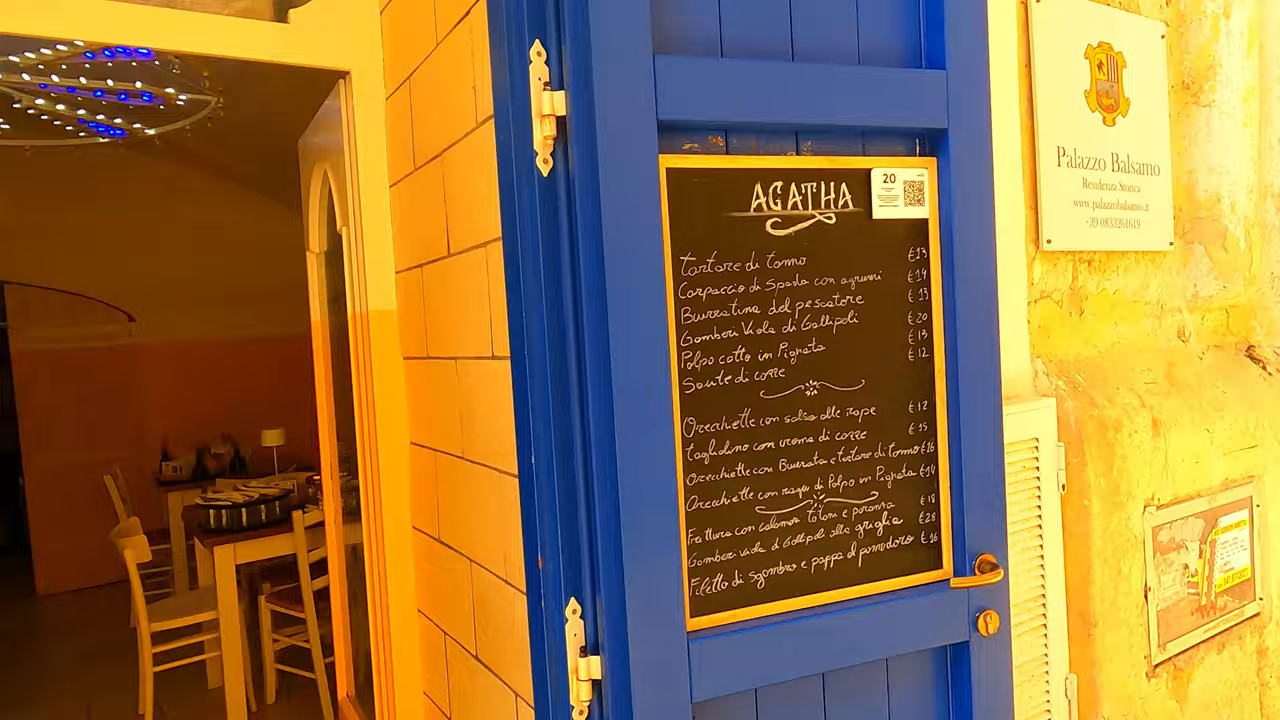 AGATHA
20
Tartare di tonno €13
Carpaccio di Spada con agrumi €14
Burratina del pescatore €13
Gamberi Viola di Gallipoli €20
Polpo cotto in Pignata €13
Saute di cozze €12
Orecchiette con salsa alle rape €12
Tagliolino con crema di cozze €15
Orecchiette con Burrata e tartare di tonno €16
Orecchiette con ragu di Polpo in Pignata €14
Frittura con calamari totani e paranza €18
Gamberi viola di Gallipoli alla griglia €28
Filetto di sgombro e pappa al pomodoro €16
Palazzo Balsamo
Residenza Storica
www.palazzobalsamo.it
+39 0833261619